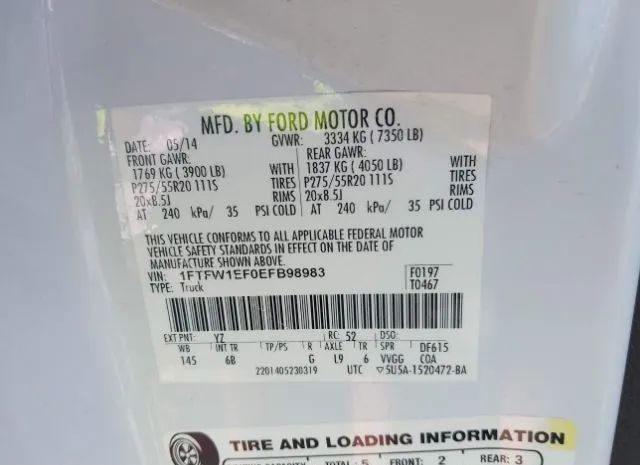 MFD. BY FORD MOTOR CO.
DATE: 05/14 GVWR: 3334 KG ( 7350 LB)
FRONT GAWR: REAR GAWR:
1769 KG ( 3900 LB) WITH 1837 KG ( 4050 LB) WITH
P275/55R20 111S TIRES P275/55R20 111S TIRES
20x8.5J RIMS 20x8.5J RIMS
AT 240 kPa/ 35 PSI COLD AT 240 kPa/ 35 PSI COLD
THIS VEHICLE CONFORMS TO ALL APPLICABLE FEDERAL MOTOR
VEHICLE SAFETY STANDARDS IN EFFECT ON THE DATE OF
MANUFACTURE SHOWN ABOVE.
VIN: 1FTFW1EF0EFB98983 F0197
TYPE: Truck T0467
EXT PNT: YZ RC: 52 DSO:
WB INT TR TP/PS R AXLE TR SPR DF615
145 6B G L9 6 VVGG COA
2201405230319 UTC ▽5U5A-1520472-BA
TIRE AND LOADING INFORMATION
TOTAL: 5 FRONT: 2 REAR: 3